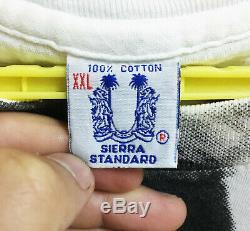 100% COTTON
XXL
®
SIERRA
STANDARD